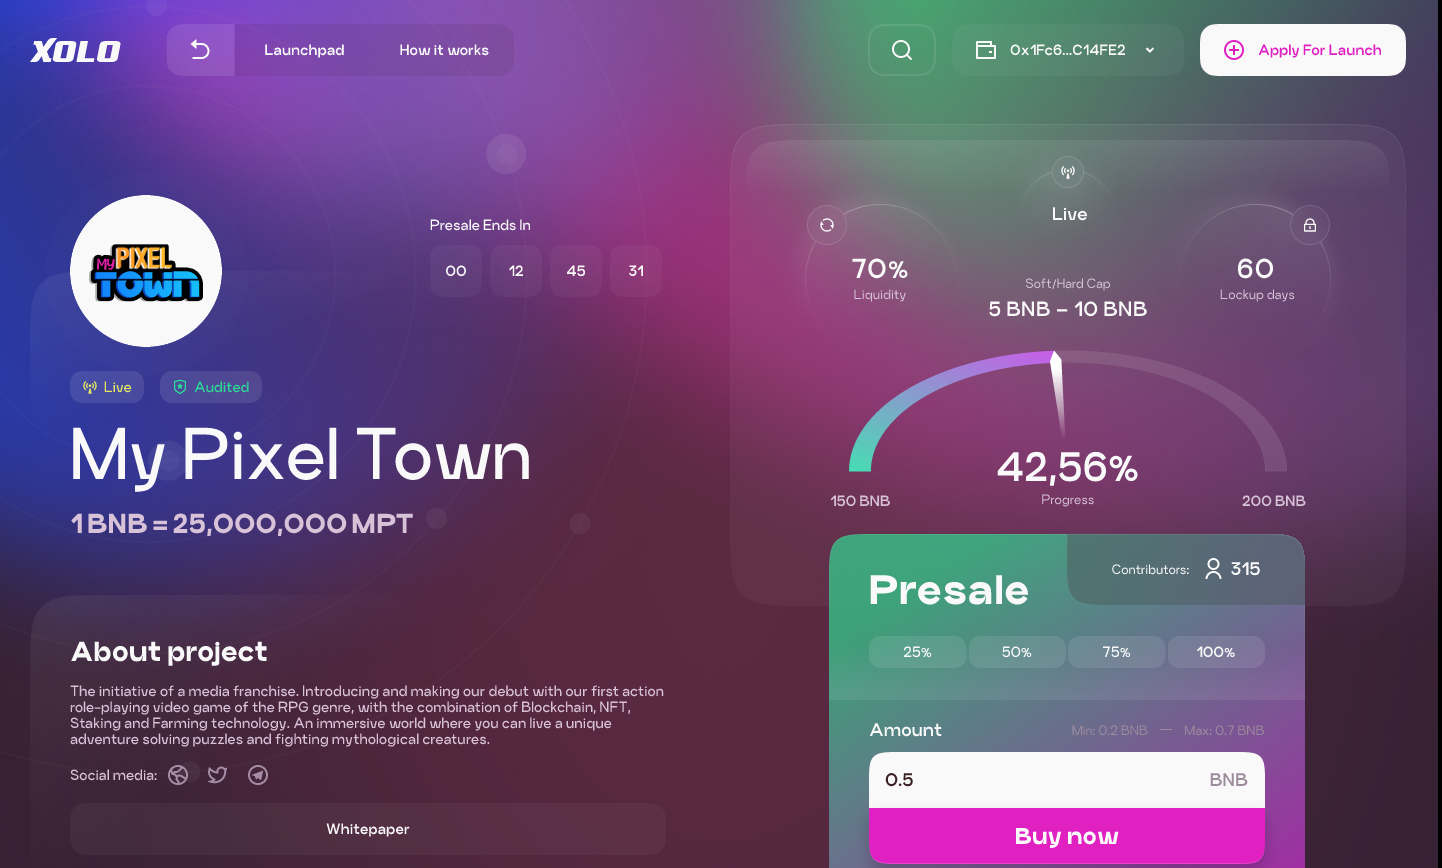 XOLO
Launchpad
How it works
0x1Fc6...C14FE2
Apply For Launch
My PIXEL
TOWN
Presale Ends In
00 12 45 31
Live
Audited
My Pixel Town
1 BNB = 25,000,000 MPT
About project
The initiative of a media franchise. Introducing and making our debut with our first action
role-playing video game of the RPG genre, with the combination of Blockchain, NFT,
Staking and Farming technology. An immersive world where you can live a unique
adventure solving puzzles and fighting mythological creatures.
Social media:
Whitepaper
Live
70%
Liquidity
60
Lockup days
Soft/Hard Cap
5 BNB – 10 BNB
42,56%
Progress
150 BNB
200 BNB
Presale
Contributors: 315
25% 50% 75% 100%
Amount
Min: 0.2 BNB — Max: 0.7 BNB
0.5 BNB
Buy now